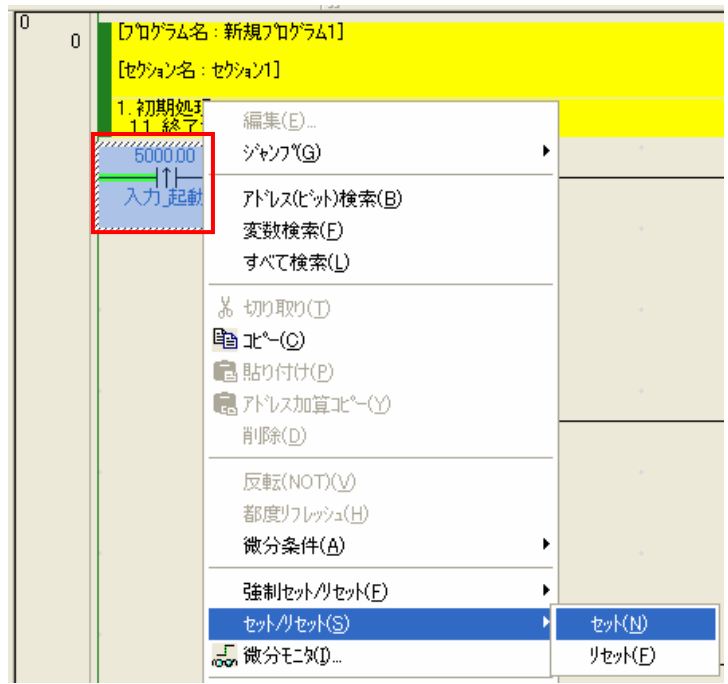 0
0
[ﾌﾟﾛｸﾞﾗﾑ名 : 新規ﾌﾟﾛｸﾞﾗﾑ1]
[ｾｸｼｮﾝ名 : ｾｸｼｮﾝ1]
1.初期処理
11.終了
5000.00
入力_起動
編集(E)...
ｼﾞｬﾝﾌﾟ(G)
ｱﾄﾞﾚｽ(ﾋﾞｯﾄ)検索(B)
変数検索(F)
すべて検索(L)
切り取り(T)
ｺﾋﾟｰ(C)
貼り付け(P)
ｱﾄﾞﾚｽ加算ｺﾋﾟｰ(Y)
削除(D)
反転(NOT)(V)
都度ﾘﾌﾚｯｼｭ(H)
微分条件(A)
強制ｾｯﾄ/ﾘｾｯﾄ(F)
ｾｯﾄ/ﾘｾｯﾄ(S)
ｾｯﾄ(N)
微分ﾓﾆﾀ(I)...
ﾘｾｯﾄ(F)